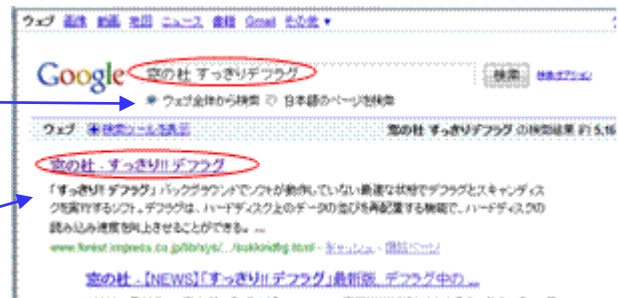 ウェブ 画像 動画 地図 ニュース 書籍 Gmail その他 ▼
Google 窓の杜 すっきりデフラグ 検索 検索オプション
ウェブ全体から検索 日本語のページを検索
ウェブ 検索ツールを表示 窓の杜 すっきりデフラグ の検索結果 約 5,16
窓の杜 - すっきり!! デフラグ
「すっきり!! デフラグ」バックグラウンドでソフトが動作していない最適な状態でデフラグとスキャンディス
クを実行するソフト。デフラグは、ハードディスク上のデータの並びを再配置する機能で、ハードディスクの
読み込み速度を向上させることができる。 ...
www.forest.impress.co.jp/lib/sys/.../sukkiridfrg.html - キャッシュ - 類似ページ
窓の杜 - 【NEWS】「すっきり!! デフラグ」最新版、デフラグ中の ...